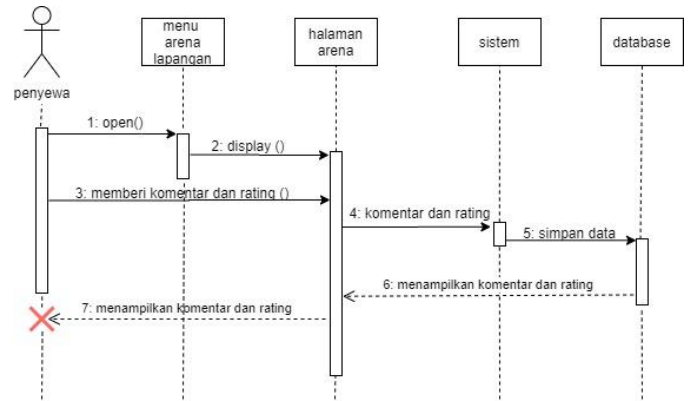 menu
arena
lapangan
halaman
arena
sistem
database
penyewa
1: open()
2: display ()
3: memberi komentar dan rating ()
4: komentar dan rating
5: simpan data
6: menampilkan komentar dan rating
7: menampilkan komentar dan rating